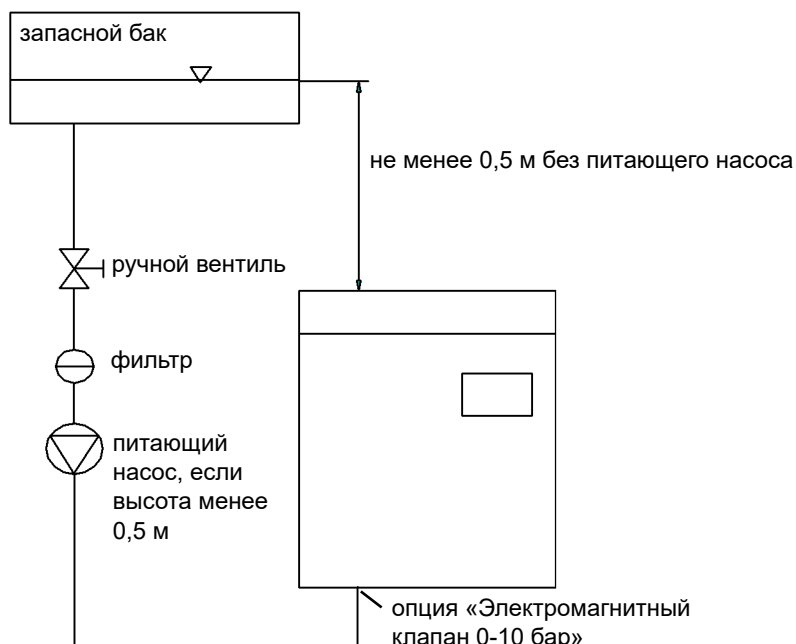 запасной бак
не менее 0,5 м без питающего насоса
ручной вентиль
фильтр
питающий
насос, если
высота менее
0,5 м
опция «Электромагнитный
клапан 0-10 бар»